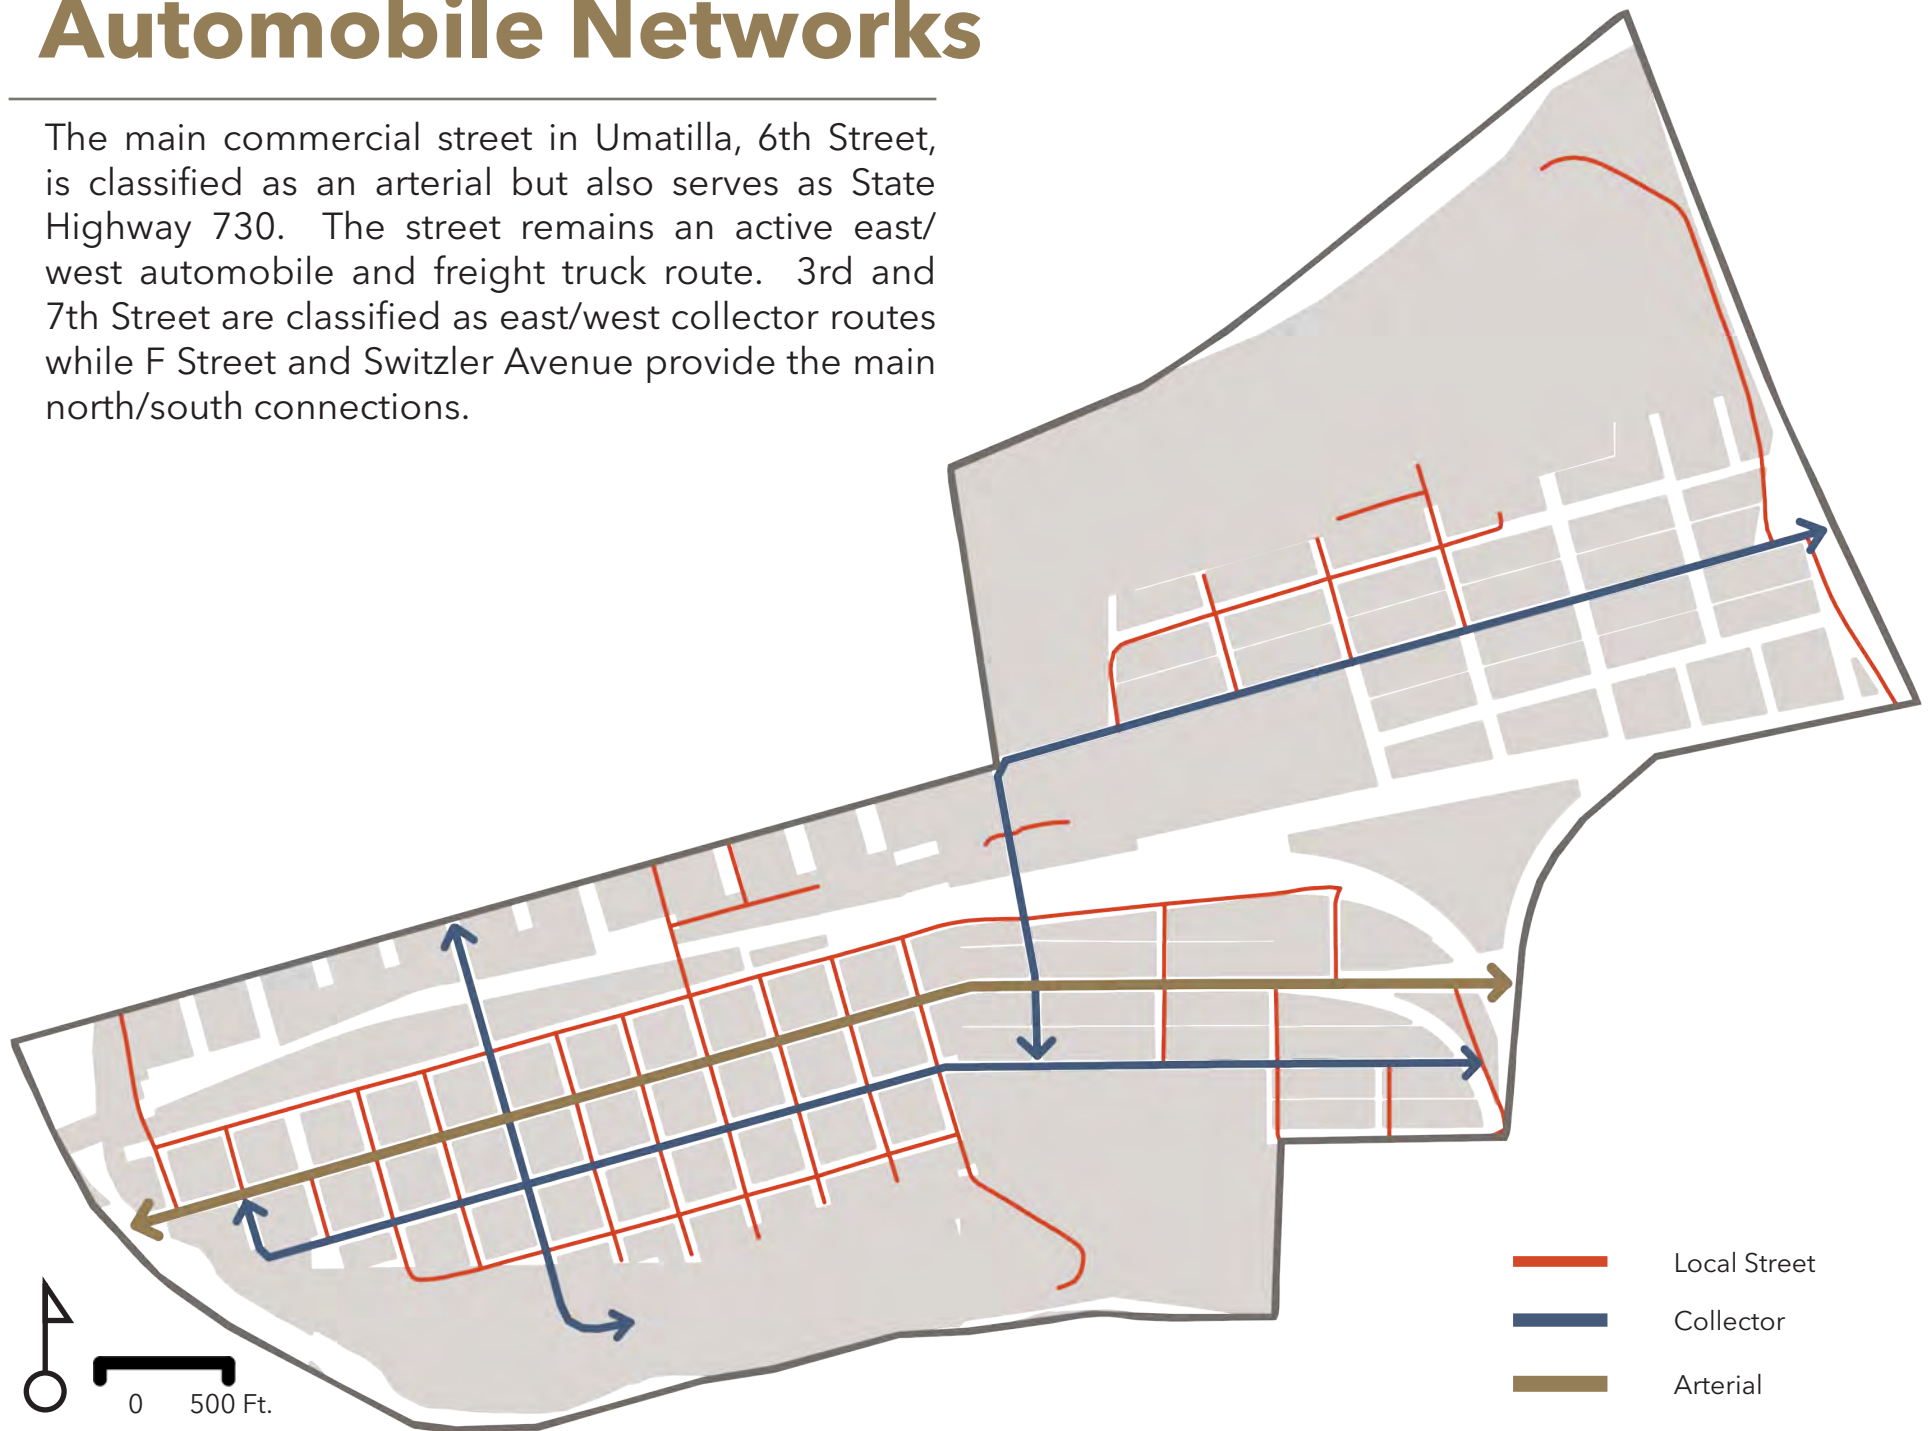 Automobile Networks
The main commercial street in Umatilla, 6th Street,
is classified as an arterial but also serves as State
Highway 730. The street remains an active east/
west automobile and freight truck route. 3rd and
7th Street are classified as east/west collector routes
while F Street and Switzler Avenue provide the main
north/south connections.
Local Street
Collector
Arterial
0 500 Ft.